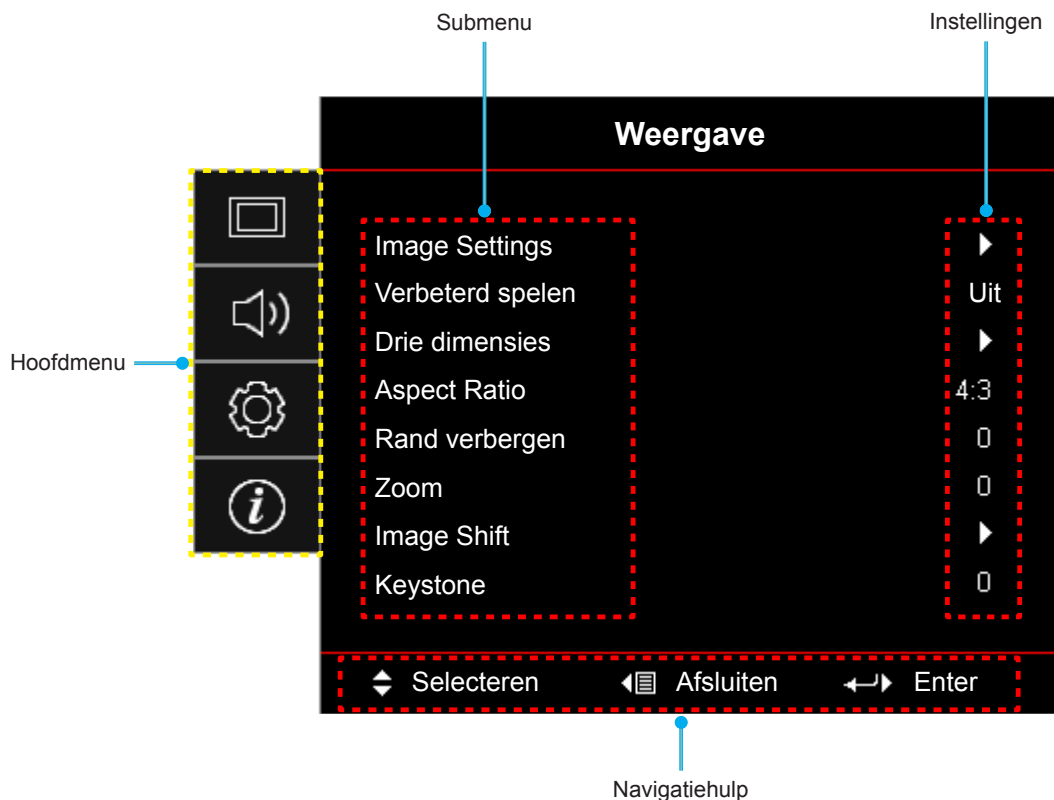 Submenu
Instellingen
Weergave
Hoofdmenu
Image Settings
Verbeterd spelen Uit
Drie dimensies
Aspect Ratio 4:3
Rand verbergen 0
Zoom 0
Image Shift
Keystone 0
Selecteren Afsluiten Enter
Navigatiehulp